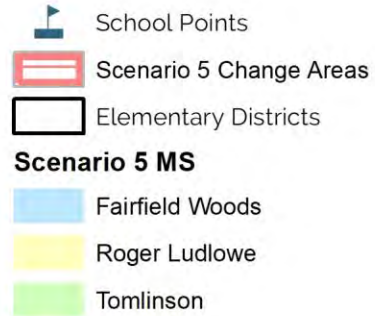 School Points
Scenario 5 Change Areas
Elementary Districts
Scenario 5 MS
Fairfield Woods
Roger Ludlowe
Tomlinson